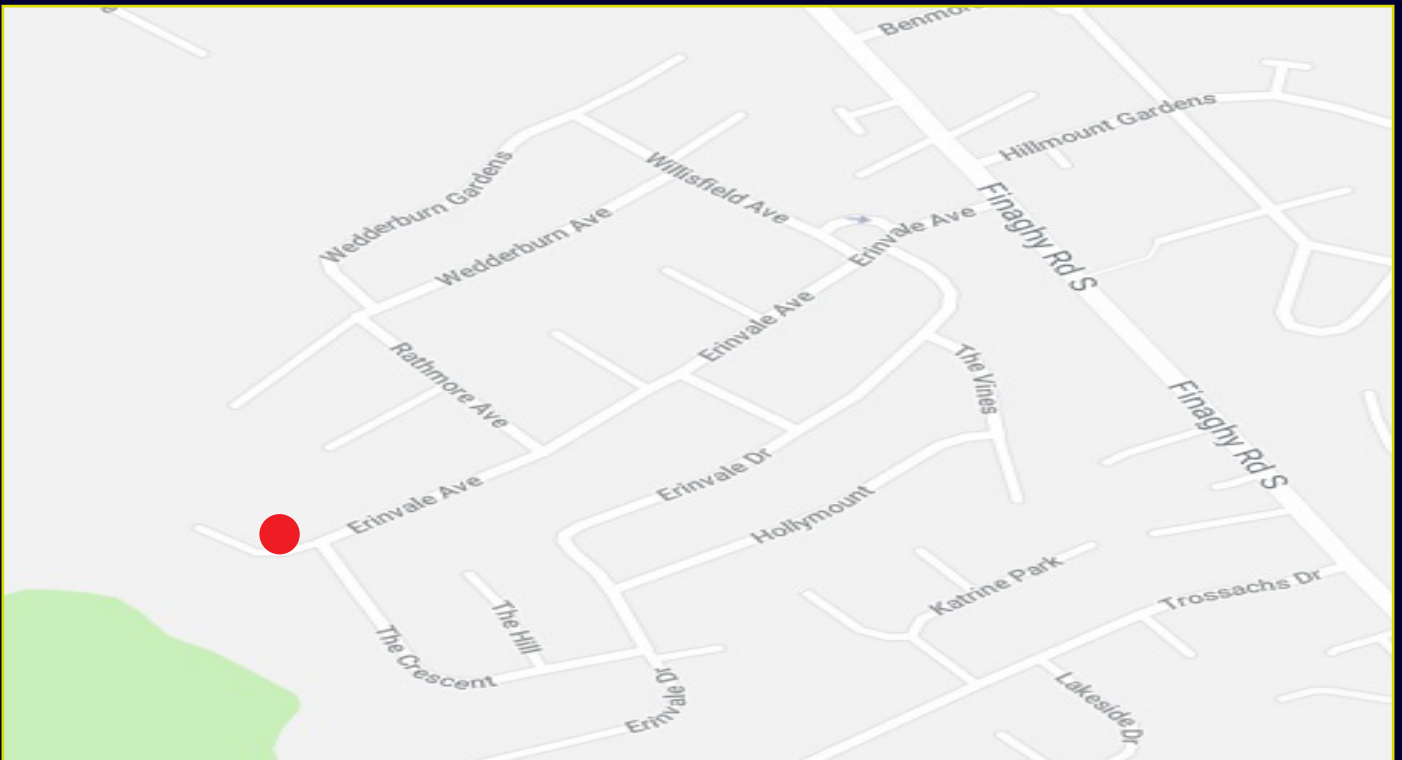 Finaghy Rd S
Hillmount Gardens
Willisfield Ave
Wedderburn Gardens
Wedderburn Ave
Erinvale Ave
Erinvale Ave
Rathmore Ave
The Vines
Finaghy Rd S
Erinvale Ave
Erinvale Dr
Hollymount
Katrine Park
Trossachs Dr
The Hill
The Crescent
Erinvale Dr
Lakeside Dr